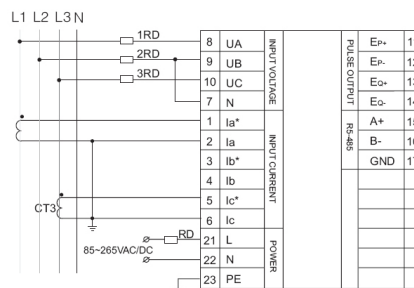 L1 L2 L3 N
1RD
2RD
3RD
8 UA
9 UB
10 UC
7 N
INPUT VOLTAGE
1 Ia*
2 Ia
3 Ib*
4 Ib
5 Ic*
6 Ic
INPUT CURRENT
CT3
RD
85~265VAC/DC
21 L
22 N
23 PE
POWER
PULSE OUTPUT
EP+
EP-
EQ+
EQ-
R5-485
A+
B-
GND